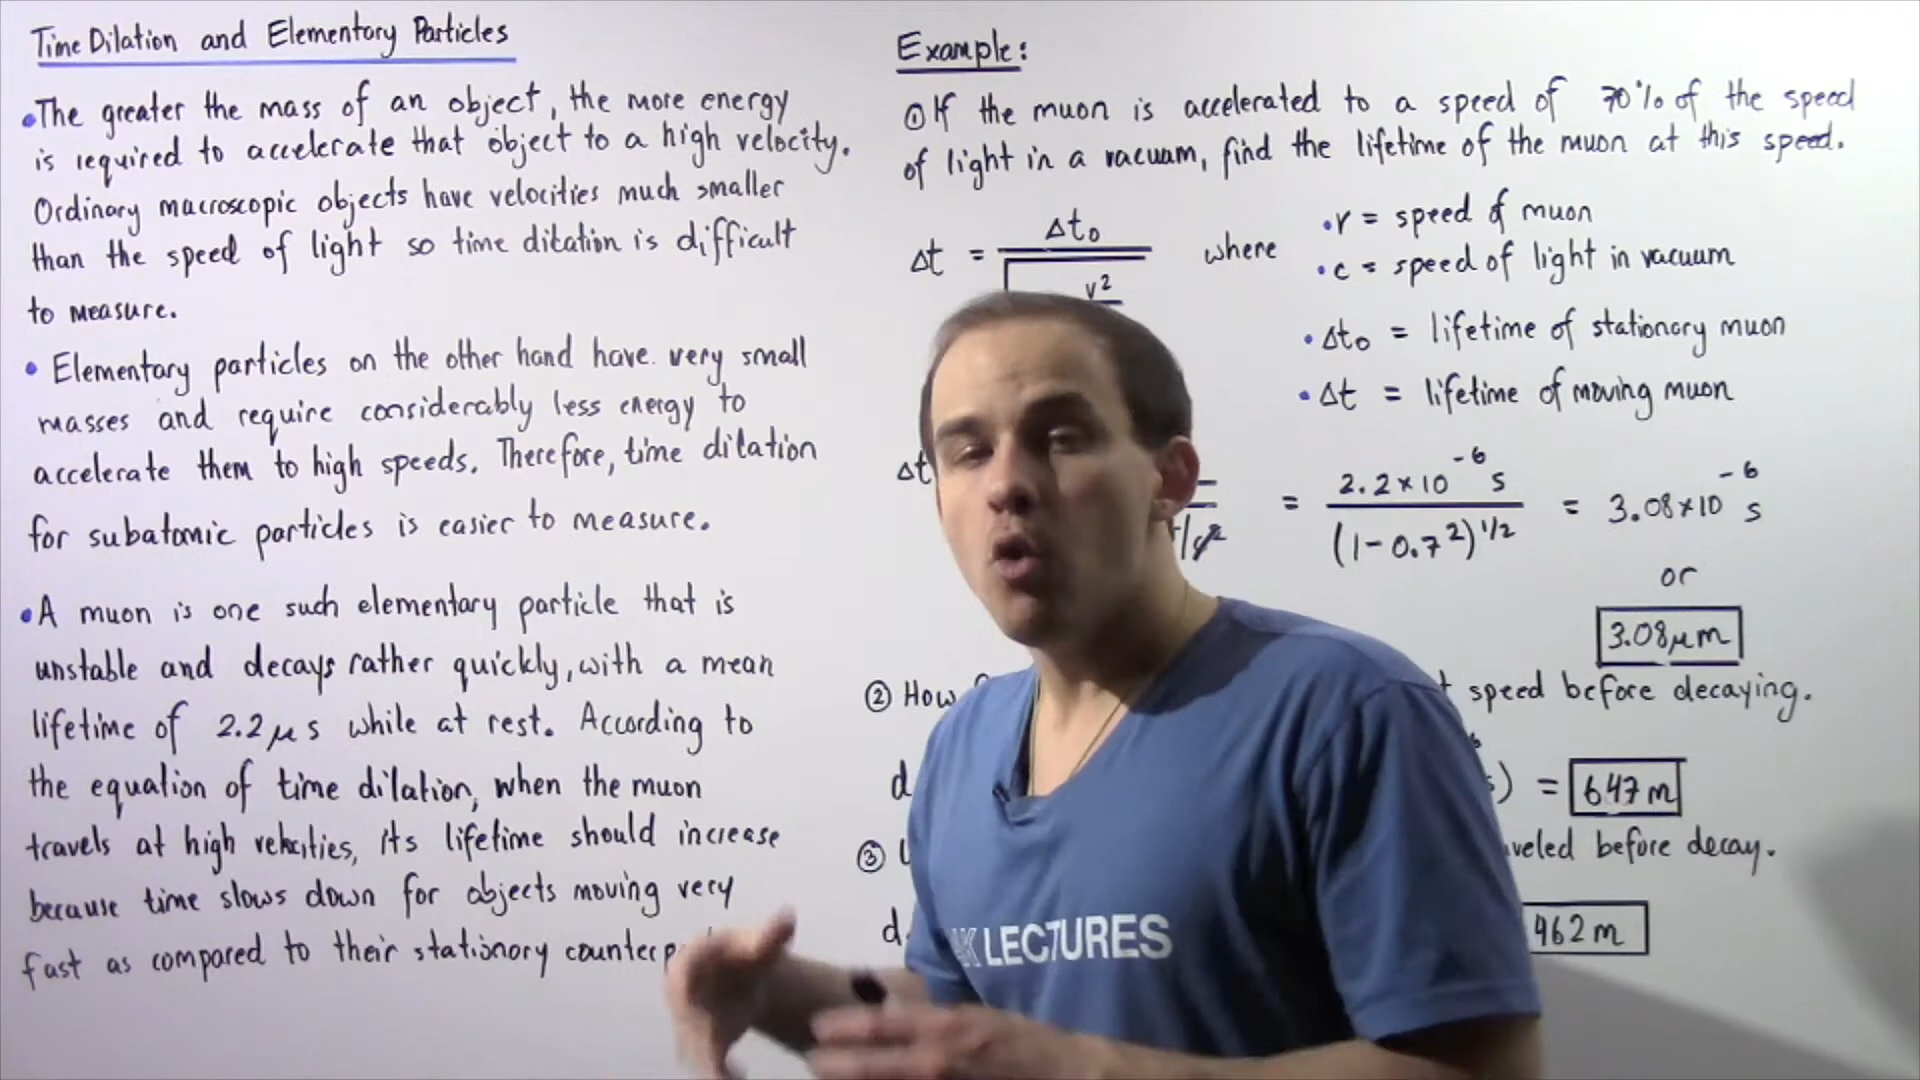 Time Dilation and Elementary Particles
•The greater the mass of an object, the more energy
is required to accelerate that object to a high velocity.
Ordinary macroscopic objects have velocities much smaller
than the speed of light so time dilation is difficult
to measure.
• Elementary particles on the other hand have very small
masses and require considerably less energy to
accelerate them to high speeds. Therefore, time dilation
for subatomic particles is easier to measure.
•A muon is one such elementary particle that is
unstable and decays rather quickly, with a mean
lifetime of 2.2 μs while at rest. According to
the equation of time dilation, when the muon
travels at high velocities, its lifetime should increase
because time slows down for objects moving very
fast as compared to their stationary
Example:
① If the muon is accelerated to a speed of 70% of the speed
of light in a vacuum, find the lifetime of the muon at this speed.
Δt = Δt₀ / √ v² where
•v = speed of muon
•c = speed of light in vacuum
•Δt₀ = lifetime of stationary muon
•Δt = lifetime of moving muon
Δt = 2.2×10⁻⁶ s / (1-0.7²)^1/2 = 3.08×10⁻⁶ s
or
3.08μm
② How speed before decaying.
d s) = 647m
③ before decay.
d 462m
LECTURES